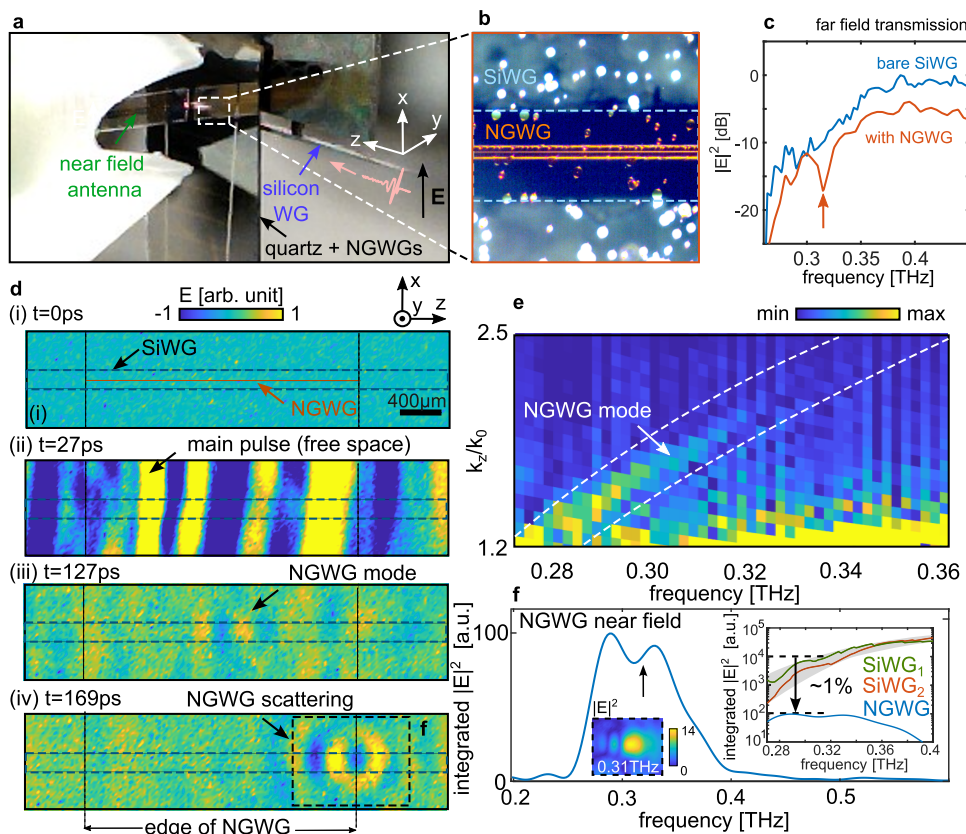 a
x
y
z
near field
antenna
silicon
WG
E
quartz + NGWGs
b
SiWG
NGWG
c
far field transmission
bare SiWG
with NGWG
|E|² [dB]
0
-10
-20
0.3
0.35
0.4
frequency [THz]
d
E [arb. unit]
-1
1
x
y
z
(i) t=0ps
SiWG
NGWG
400μm
(i)
(ii) t=27ps
main pulse (free space)
(iii) t=127ps
NGWG mode
(iv) t=169ps
NGWG scattering
f
edge of NGWG
e
min
max
2.5
kz/k0
1.2
NGWG mode
0.28
0.30
0.32
0.34
0.36
frequency [THz]
f
NGWG near field
integrated |E|² [a.u.]
100
0
|E|²
14
0
0.31THz
0.2
0.3
0.4
0.5
frequency [THz]
integrated |E|² [a.u.]
10⁵
10⁴
10³
10²
10¹
SiWG₁
SiWG₂
NGWG
~1%
0.28
0.32
0.36
0.4
frequency [THz]